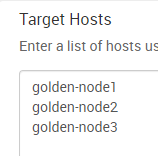 Target Hosts
Enter a list of hosts us
golden-node1
golden-node2
golden-node3